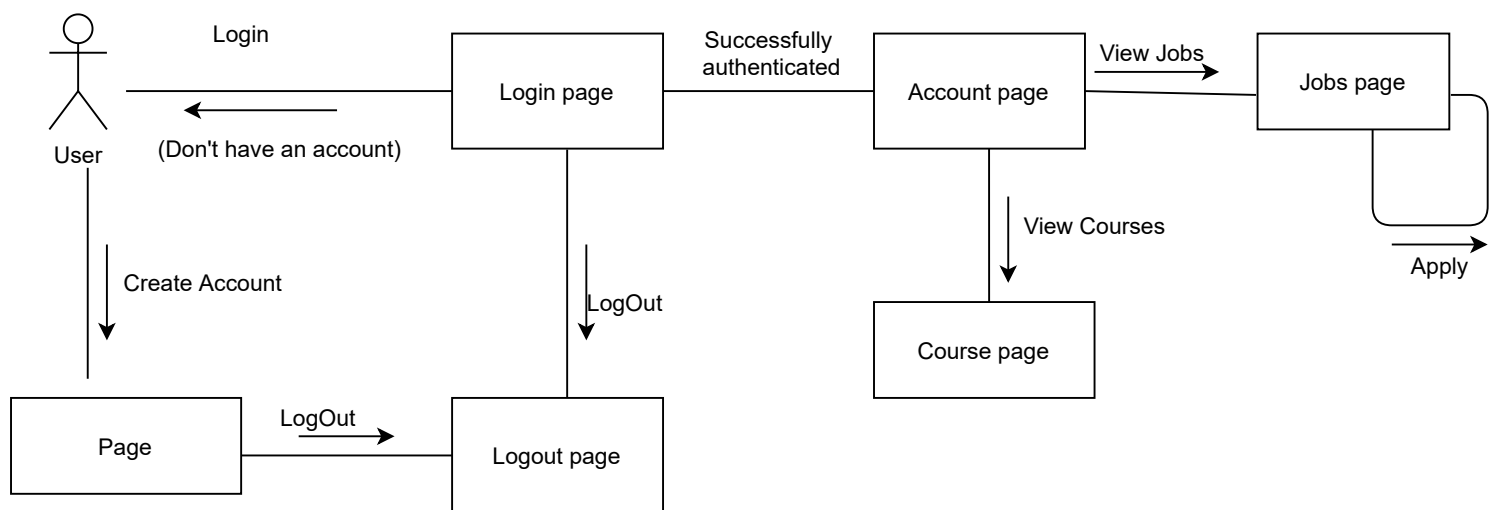 Login
Successfully
authenticated
View Jobs
Login page
Account page
Jobs page
User
(Don't have an account)
View Courses
Apply
Create Account
LogOut
Course page
LogOut
Page
Logout page